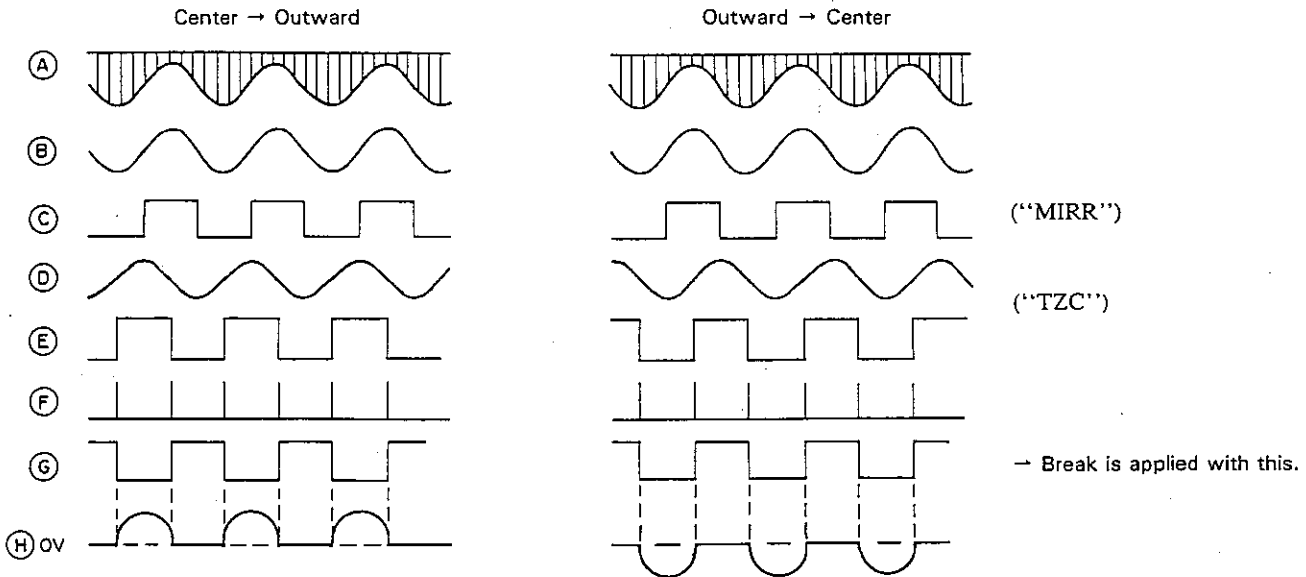 Center → Outward
Outward → Center
A
B
C
("MIRR")
D
("TZC")
E
F
G
→ Break is applied with this.
H OV